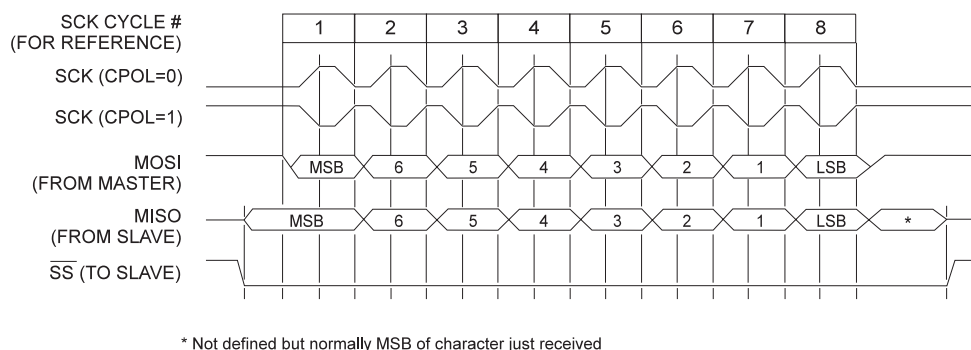 SCK CYCLE # 1 2 3 4 5 6 7 8
(FOR REFERENCE)
SCK (CPOL=0)
SCK (CPOL=1)
MOSI MSB 6 5 4 3 2 1 LSB
(FROM MASTER)
MISO MSB 6 5 4 3 2 1 LSB *
(FROM SLAVE)
SS (TO SLAVE)
* Not defined but normally MSB of character just received